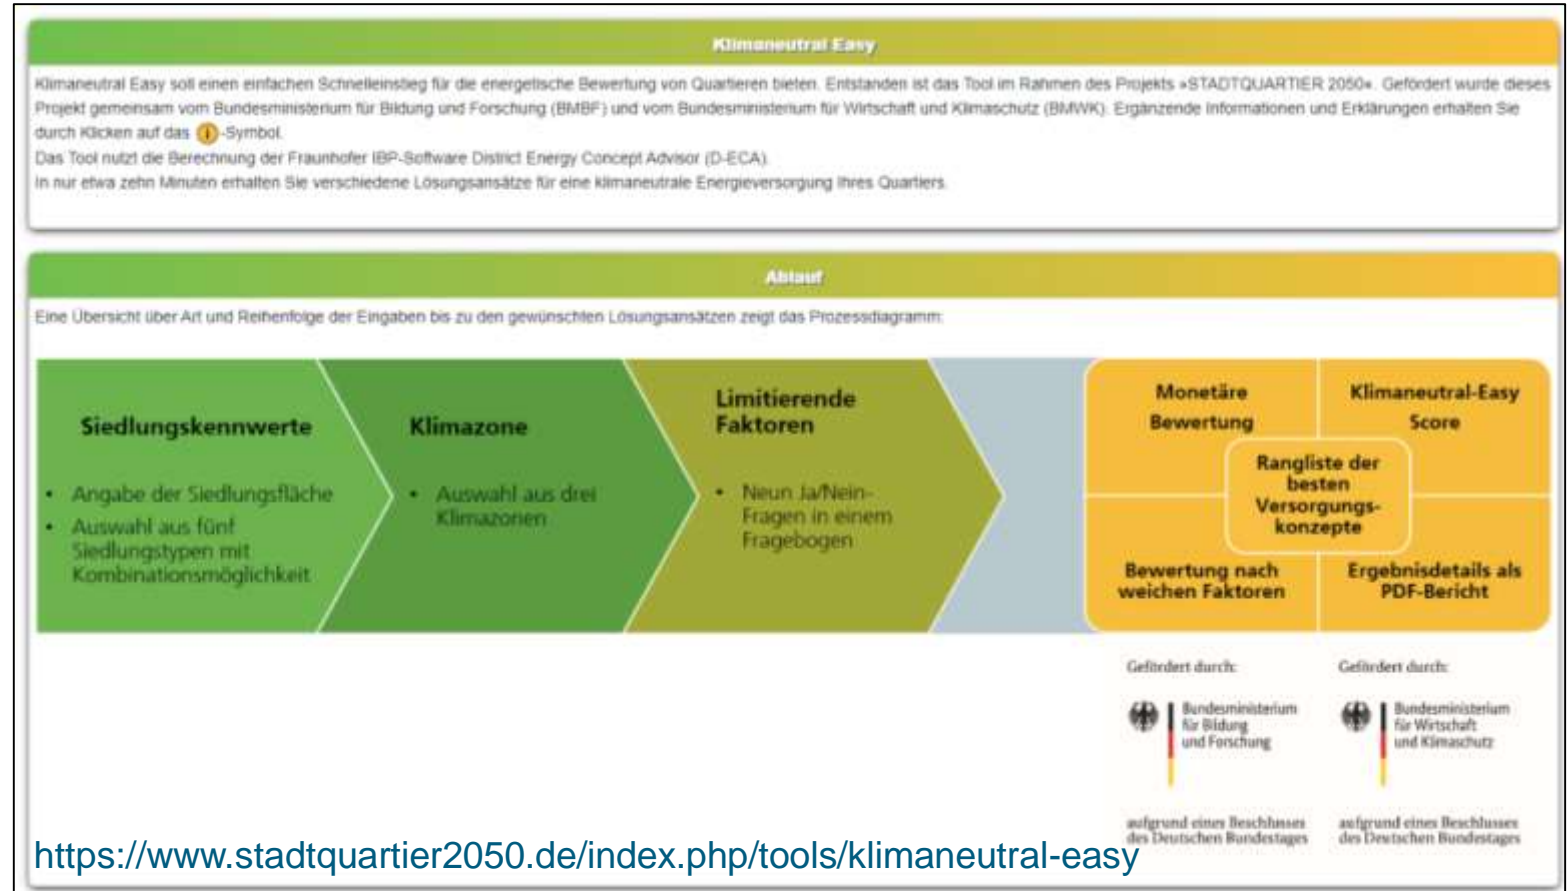 Klimaneutral Easy
Klimaneutral Easy soll einen einfachen Schnelleinstieg für die energetische Bewertung von Quartieren bieten. Entstanden ist das Tool im Rahmen des Projekts »STADTQUARTIER 2050«. Gefördert wurde dieses
Projekt gemeinsam vom Bundesministerium für Bildung und Forschung (BMBF) und vom Bundesministerium für Wirtschaft und Klimaschutz (BMWK). Ergänzende Informationen und Erklärungen erhalten Sie
durch Klicken auf das i-Symbol.
Das Tool nutzt die Berechnung der Fraunhofer IBP-Software District Energy Concept Advisor (D-ECA).
In nur etwa zehn Minuten erhalten Sie verschiedene Lösungsansätze für eine klimaneutrale Energieversorgung Ihres Quartiers.
Ablauf
Eine Übersicht über Art und Reihenfolge der Eingaben bis zu den gewünschten Lösungsansätzen zeigt das Prozessdiagramm:
Siedlungskennwerte
• Angabe der Siedlungsfläche
• Auswahl aus fünf
Siedlungstypen mit
Kombinationsmöglichkeit
Klimazone
• Auswahl aus drei
Klimazonen
Limitierende
Faktoren
• Neun Ja/Nein-
Fragen in einem
Fragebogen
Monetäre
Bewertung
Klimaneutral-Easy
Score
Rangliste der
besten
Versorgungs-
konzepte
Bewertung nach
weichen Faktoren
Ergebnisdetails als
PDF-Bericht
Gefördert durch:
Bundesministerium
für Bildung
und Forschung
aufgrund eines Beschlusses
des Deutschen Bundestages
Gefördert durch:
Bundesministerium
für Wirtschaft
und Klimaschutz
aufgrund eines Beschlusses
des Deutschen Bundestages
https://www.stadtquartier2050.de/index.php/tools/klimaneutral-easy